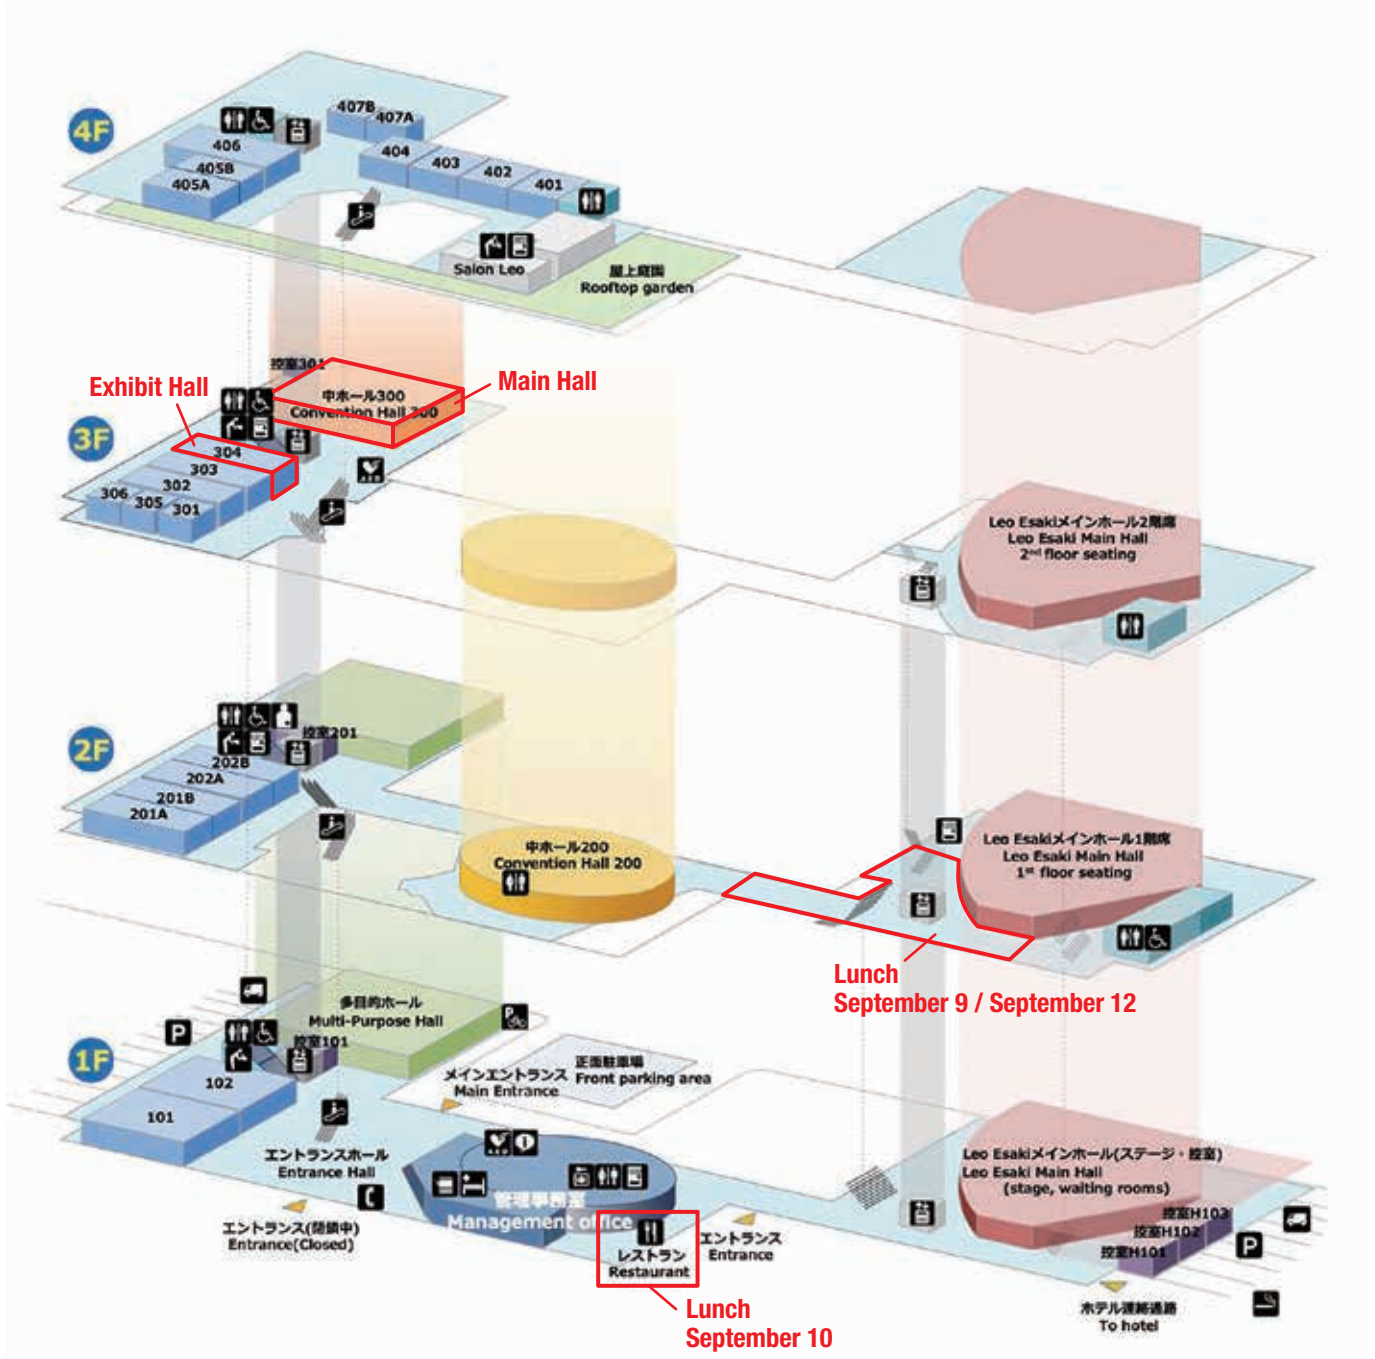 4F
407B
407A
406
405B
405A
404
403
402
401
Salon Leo
屋上庭園
Rooftop garden
3F
控室301
Exhibit Hall
Main Hall
中ホール300
Convention Hall 300
AED
304
303
302
306
305
301
Leo Esakiメインホール2階席
Leo Esaki Main Hall
2nd floor seating
2F
控室201
202B
202A
201B
201A
中ホール200
Convention Hall 200
Leo Esakiメインホール1階席
Leo Esaki Main Hall
1st floor seating
Lunch
September 9 / September 12
1F
P
P
多目的ホール
Multi-Purpose Hall
控室101
102
101
正面駐車場
Front parking area
メインエントランス
Main Entrance
エントランスホール
Entrance Hall
エントランス(閉鎖中)
Entrance(Closed)
AED
管理事務室
Management office
レストラン
Restaurant
エントランス
Entrance
Leo Esakiメインホール(ステージ・控室)
Leo Esaki Main Hall
(stage, waiting rooms)
控室H103
控室H102
控室H101
P
ホテル連絡通路
To hotel
Lunch
September 10